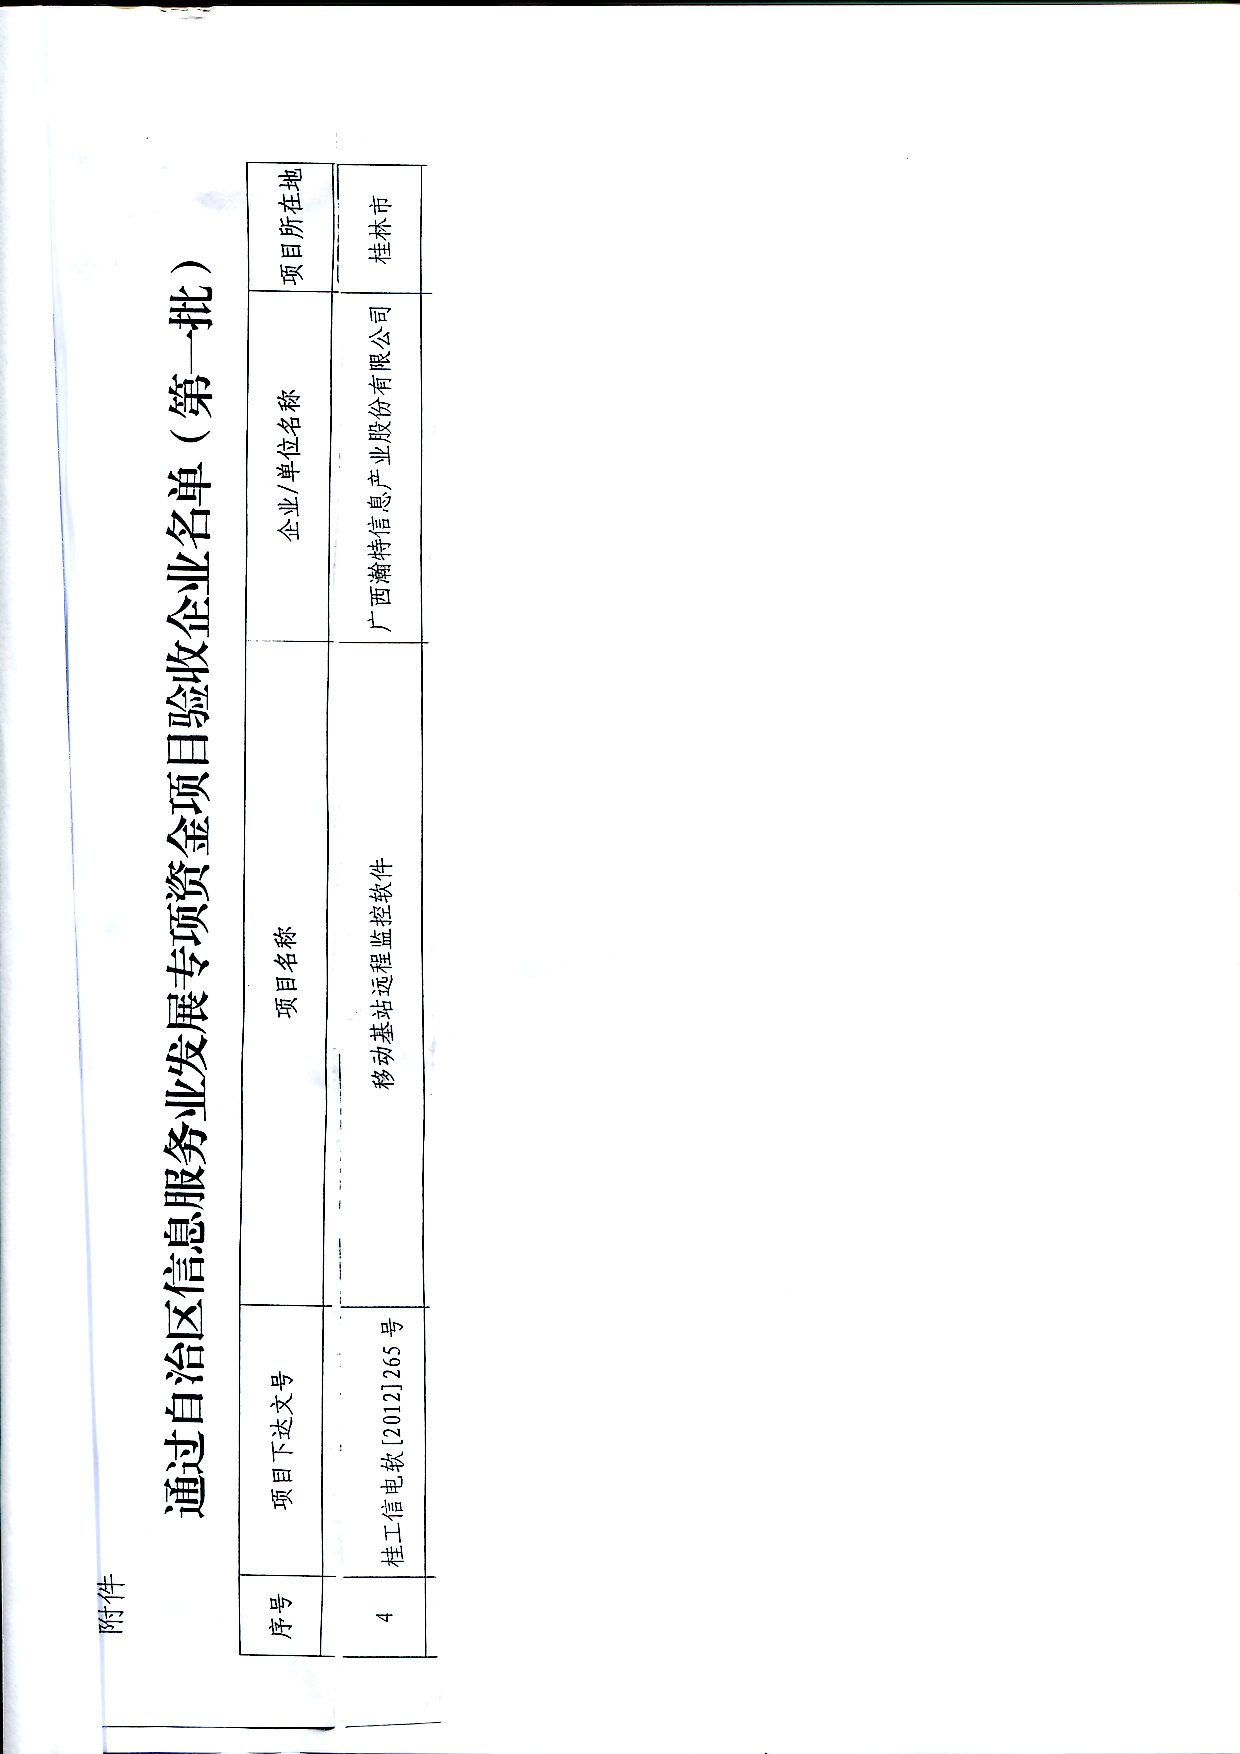 附件
通过自治区信息服务业发展专项资金项目验收企业名单（第一批）
序号 项目下达文号 项目名称 企业/单位名称 项目所在地
4 桂工信电软[2012]265号 移动基站远程监控软件 广西瀚特信息产业股份有限公司 桂林市